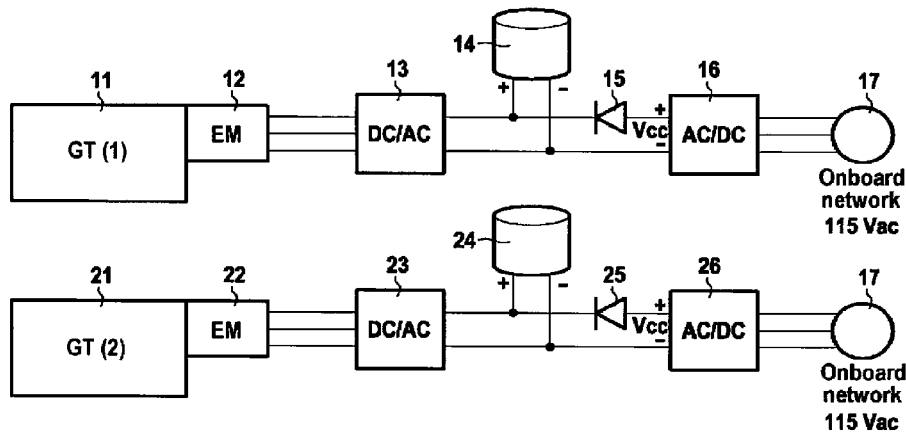 14
11 12 13 15 16 17
+ - +
GT (1) EM DC/AC Vcc AC/DC
-
Onboard
network
115 Vac
24
21 22 23 25 26 17
+ - +
GT (2) EM DC/AC Vcc AC/DC
-
Onboard
network
115 Vac